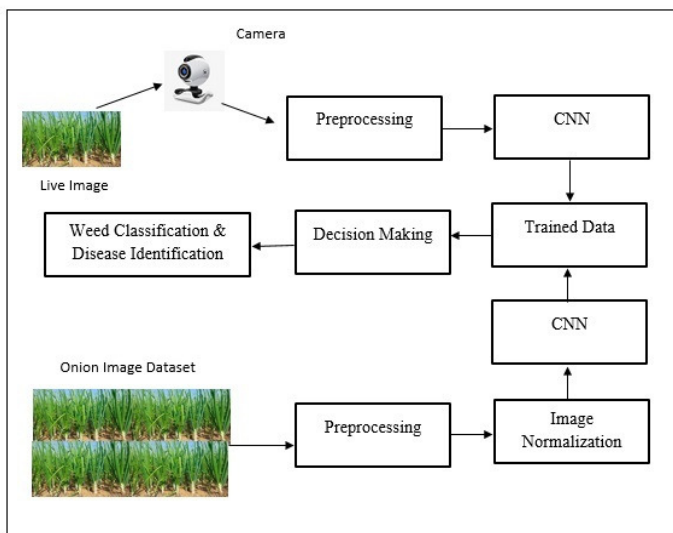 Camera
Preprocessing
CNN
Live Image
Weed Classification &
Disease Identification
Decision Making
Trained Data
CNN
Onion Image Dataset
Preprocessing
Image
Normalization